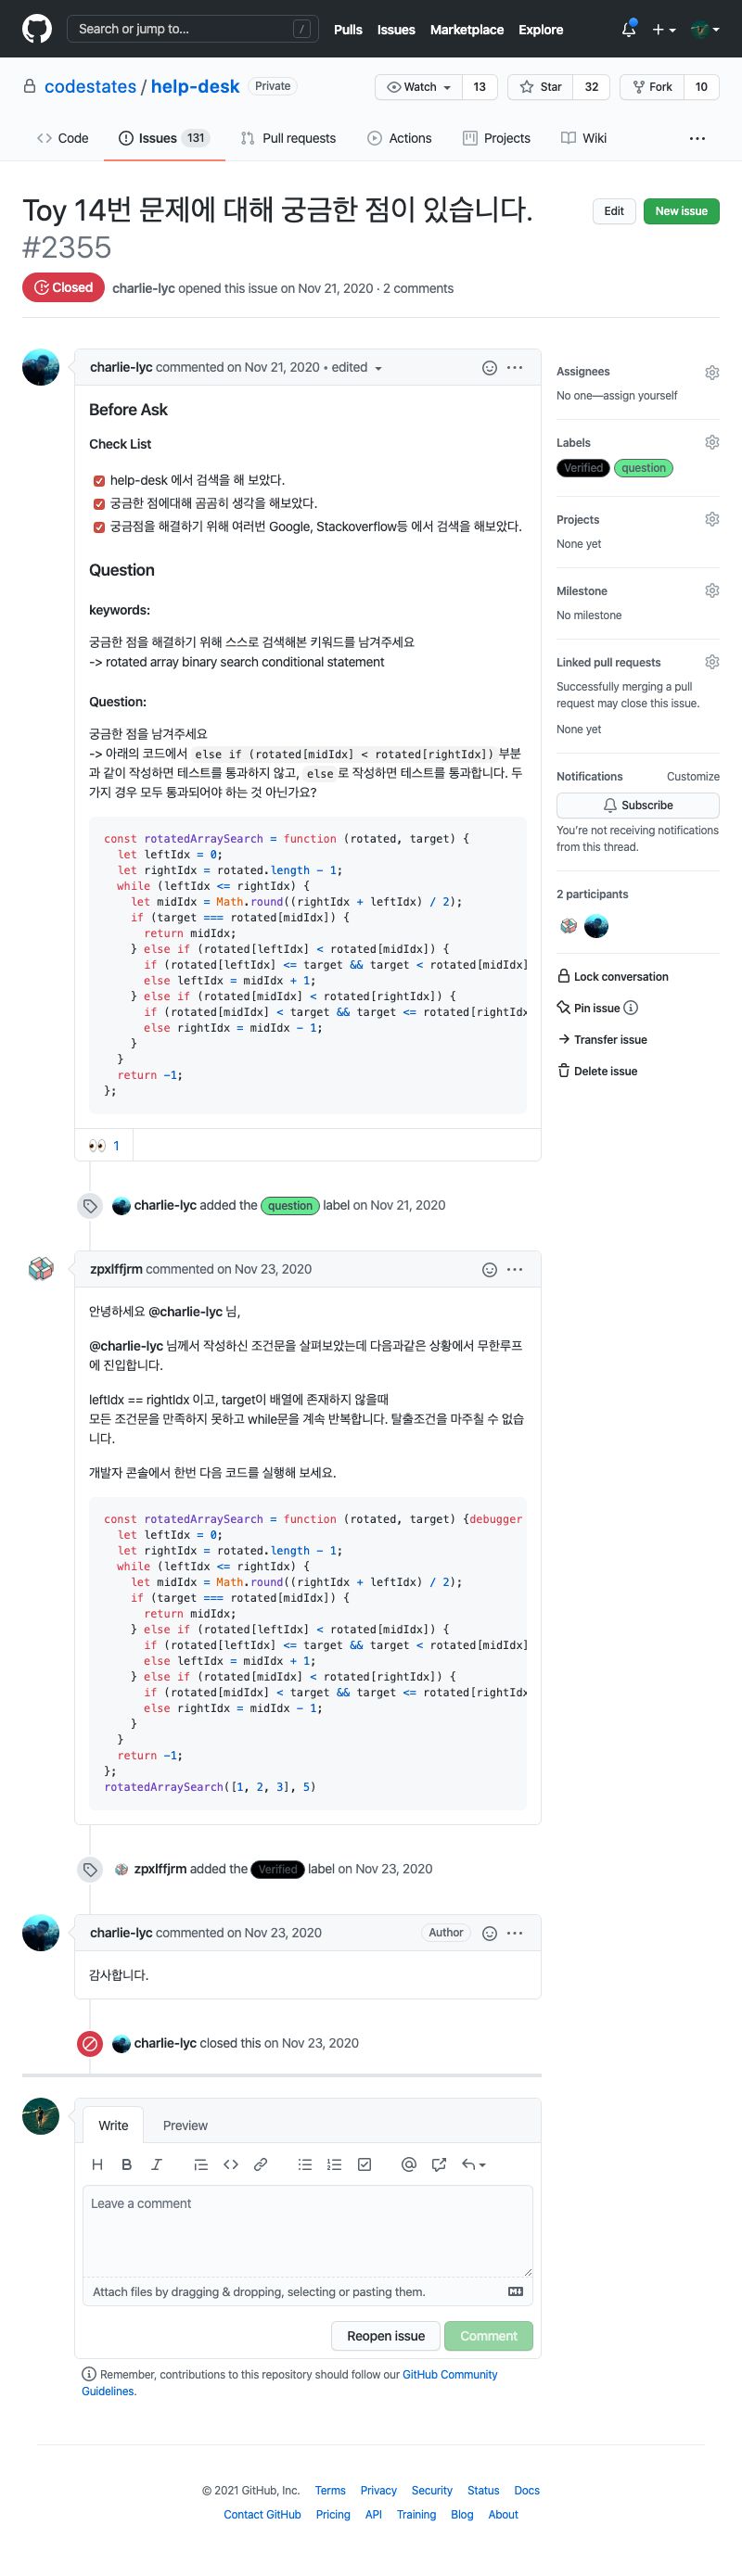 Search or jump to...
/
Pulls Issues Marketplace Explore
codestates / help-desk Private
Watch 13
Star 32
Fork 10
Code
Issues 131
Pull requests
Actions
Projects
Wiki
Toy 14번 문제에 대해 궁금한 점이 있습니다.
#2355
Edit
New issue
Closed
charlie-lyc opened this issue on Nov 21, 2020 · 2 comments
charlie-lyc commented on Nov 21, 2020 • edited
Before Ask
Check List
help-desk 에서 검색을 해 보았다.
궁금한 점에대해 곰곰히 생각을 해보았다.
궁금점을 해결하기 위해 여러번 Google, Stackoverflow등 에서 검색을 해보았다.
Question
keywords:
궁금한 점을 해결하기 위해 스스로 검색해본 키워드를 남겨주세요
-> rotated array binary search conditional statement
Question:
궁금한 점을 남겨주세요
-> 아래의 코드에서 else if (rotated[midIdx] < rotated[rightIdx]) 부분
과 같이 작성하면 테스트를 통과하지 않고, else 로 작성하면 테스트를 통과합니다. 두
가지 경우 모두 통과되어야 하는 것 아닌가요?
const rotatedArraySearch = function (rotated, target) {
let leftIdx = 0;
let rightIdx = rotated.length - 1;
while (leftIdx <= rightIdx) {
let midIdx = Math.round((rightIdx + leftIdx) / 2);
if (target === rotated[midIdx]) {
return midIdx;
} else if (rotated[leftIdx] < rotated[midIdx]) {
if (rotated[leftIdx] <= target && target < rotated[midIdx]
else leftIdx = midIdx + 1;
} else if (rotated[midIdx] < rotated[rightIdx]) {
if (rotated[midIdx] < target && target <= rotated[rightIdx
else rightIdx = midIdx - 1;
}
}
return -1;
};
👀 1
charlie-lyc added the question label on Nov 21, 2020
zpxlffjrm commented on Nov 23, 2020
안녕하세요 @charlie-lyc 님,
@charlie-lyc 님께서 작성하신 조건문을 살펴보았는데 다음과같은 상황에서 무한루프
에 진입합니다.
leftIdx == rightIdx 이고, target이 배열에 존재하지 않을때
모든 조건문을 만족하지 못하고 while문을 계속 반복합니다. 탈출조건을 마주칠 수 없습
니다.
개발자 콘솔에서 한번 다음 코드를 실행해 보세요.
const rotatedArraySearch = function (rotated, target) {debugger
let leftIdx = 0;
let rightIdx = rotated.length - 1;
while (leftIdx <= rightIdx) {
let midIdx = Math.round((rightIdx + leftIdx) / 2);
if (target === rotated[midIdx]) {
return midIdx;
} else if (rotated[leftIdx] < rotated[midIdx]) {
if (rotated[leftIdx] <= target && target < rotated[midIdx]
else leftIdx = midIdx + 1;
} else if (rotated[midIdx] < rotated[rightIdx]) {
if (rotated[midIdx] < target && target <= rotated[rightIdx
else rightIdx = midIdx - 1;
}
}
return -1;
};
rotatedArraySearch([1, 2, 3], 5)
zpxlffjrm added the Verified label on Nov 23, 2020
charlie-lyc commented on Nov 23, 2020
Author
감사합니다.
charlie-lyc closed this on Nov 23, 2020
Write
Preview
Leave a comment
Attach files by dragging & dropping, selecting or pasting them.
Reopen issue
Comment
Remember, contributions to this repository should follow our GitHub Community
Guidelines.
Assignees
No one—assign yourself
Labels
Verified question
Projects
None yet
Milestone
No milestone
Linked pull requests
Successfully merging a pull
request may close this issue.
None yet
Notifications
Customize
Subscribe
You're not receiving notifications
from this thread.
2 participants
Lock conversation
Pin issue
Transfer issue
Delete issue
© 2021 GitHub, Inc. Terms Privacy Security Status Docs
Contact GitHub Pricing API Training Blog About